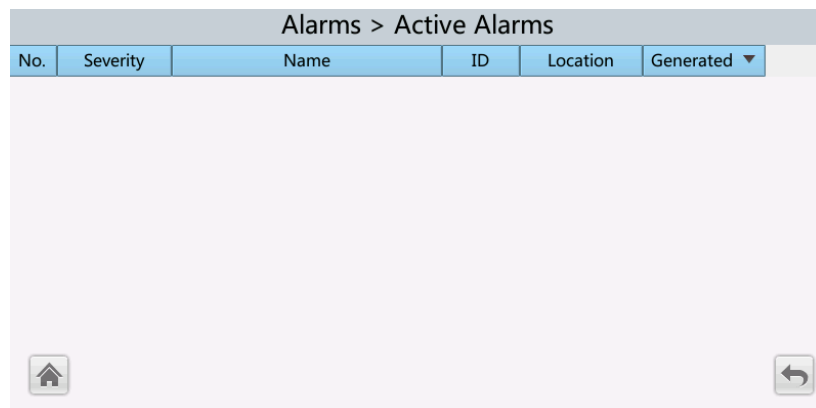 Alarms > Active Alarms
No. Severity Name ID Location Generated